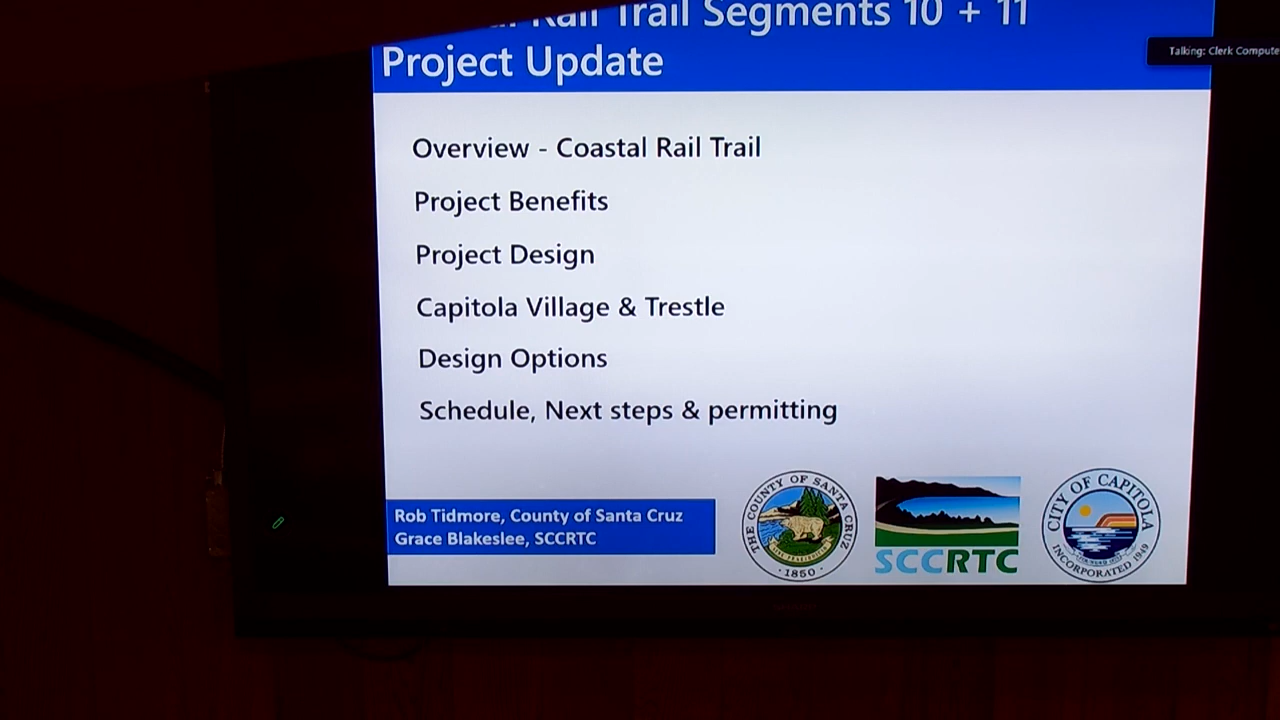 Rail Trail Segments 10 + 11
Project Update
Talking: Clerk Compute
Overview - Coastal Rail Trail
Project Benefits
Project Design
Capitola Village & Trestle
Design Options
Schedule, Next steps & permitting
Rob Tidmore, County of Santa Cruz
Grace Blakeslee, SCCRTC
THE COUNTY OF SANTA CRUZ
1850
SCCRTC
CITY OF CAPITOLA
INCORPORATED 1949